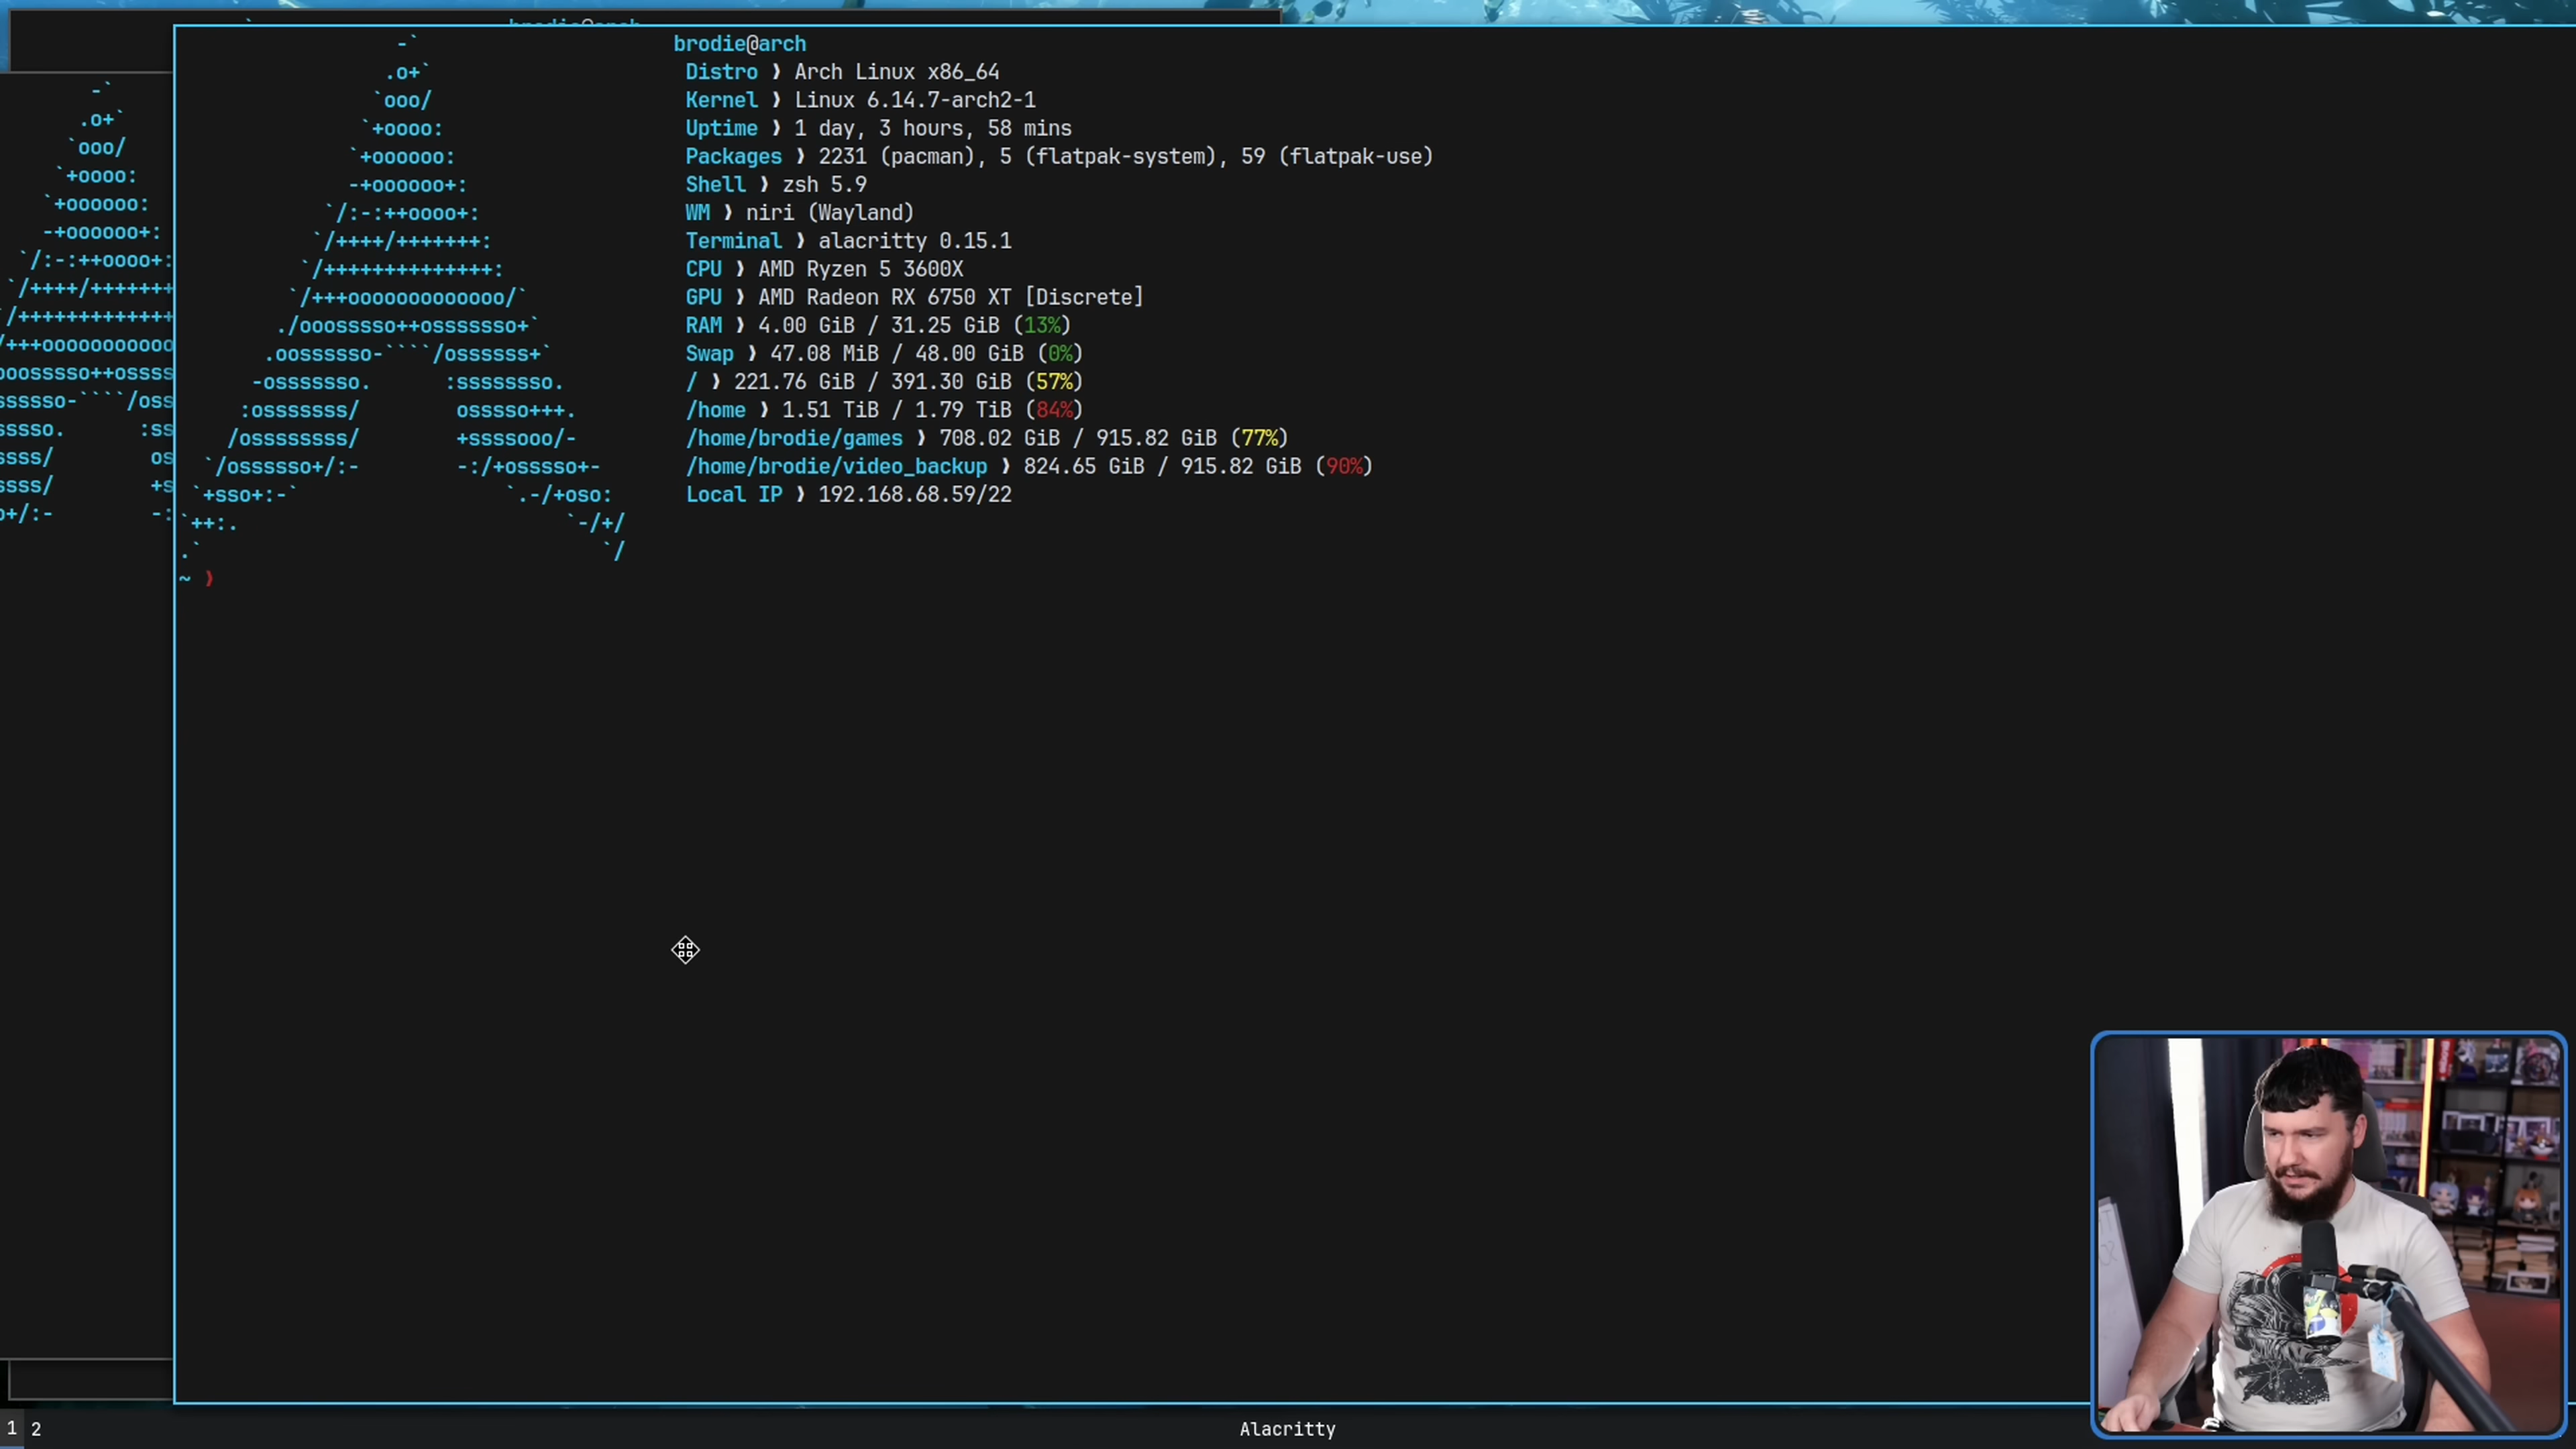 brodie@arch
Distro ❯ Arch Linux x86_64
Kernel ❯ Linux 6.14.7-arch2-1
Uptime ❯ 1 day, 3 hours, 58 mins
Packages ❯ 2231 (pacman), 5 (flatpak-system), 59 (flatpak-use)
Shell ❯ zsh 5.9
WM ❯ niri (Wayland)
Terminal ❯ alacritty 0.15.1
CPU ❯ AMD Ryzen 5 3600X
GPU ❯ AMD Radeon RX 6750 XT [Discrete]
RAM ❯ 4.00 GiB / 31.25 GiB (13%)
Swap ❯ 47.08 MiB / 48.00 GiB (0%)
/ ❯ 221.76 GiB / 391.30 GiB (57%)
/home ❯ 1.51 TiB / 1.79 TiB (84%)
/home/brodie/games ❯ 708.02 GiB / 915.82 GiB (77%)
/home/brodie/video_backup ❯ 824.65 GiB / 915.82 GiB (90%)
Local IP ❯ 192.168.68.59/22
~ ❯
1 2
Alacritty